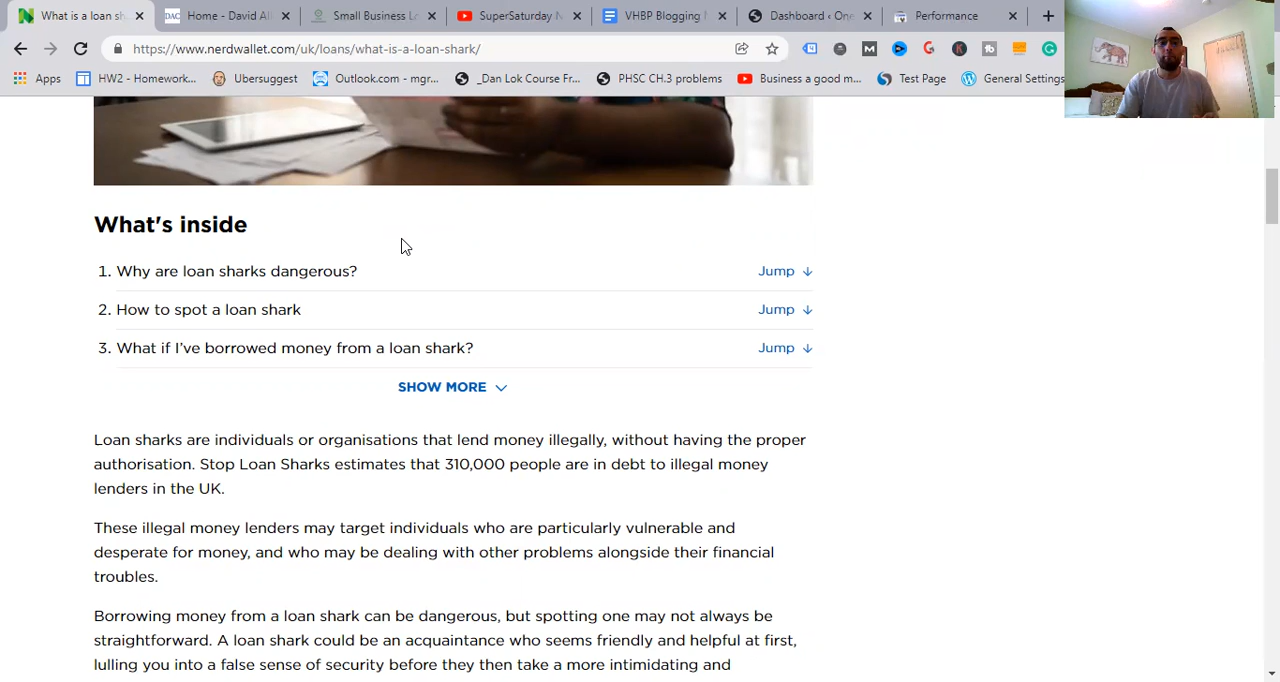 What is a loan sh
Home - David Al
Small Business Lo
SuperSaturday N
VHBP Blogging
Dashboard ‹ On
Performance
https://www.nerdwallet.com/uk/loans/what-is-a-loan-shark/
Apps
HW2 - Homework...
Ubersuggest
Outlook.com - mgr...
_Dan Lok Course Fr...
PHSC CH.3 problems
Business a good m...
Test Page
General Settings
What's inside
1. Why are loan sharks dangerous?
Jump ↓
2. How to spot a loan shark
Jump ↓
3. What if I've borrowed money from a loan shark?
Jump ↓
SHOW MORE
Loan sharks are individuals or organisations that lend money illegally, without having the proper
authorisation. Stop Loan Sharks estimates that 310,000 people are in debt to illegal money
lenders in the UK.
These illegal money lenders may target individuals who are particularly vulnerable and
desperate for money, and who may be dealing with other problems alongside their financial
troubles.
Borrowing money from a loan shark can be dangerous, but spotting one may not always be
straightforward. A loan shark could be an acquaintance who seems friendly and helpful at first,
lulling you into a false sense of security before they then take a more intimidating and